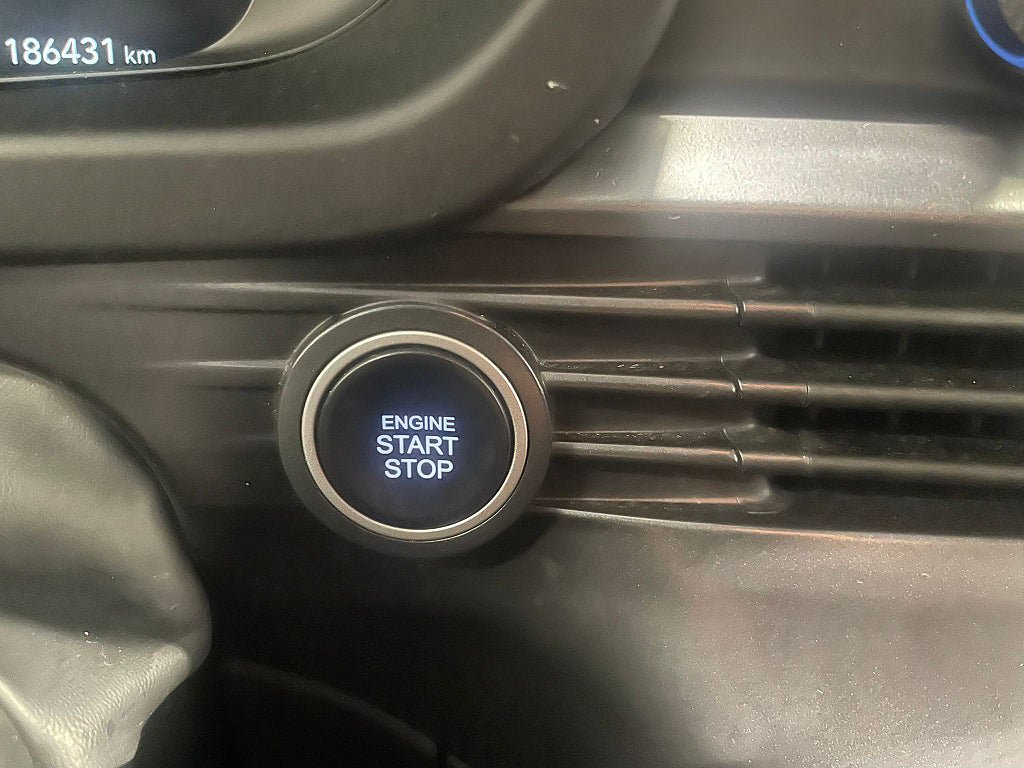 186431 km
ENGINE
START
STOP